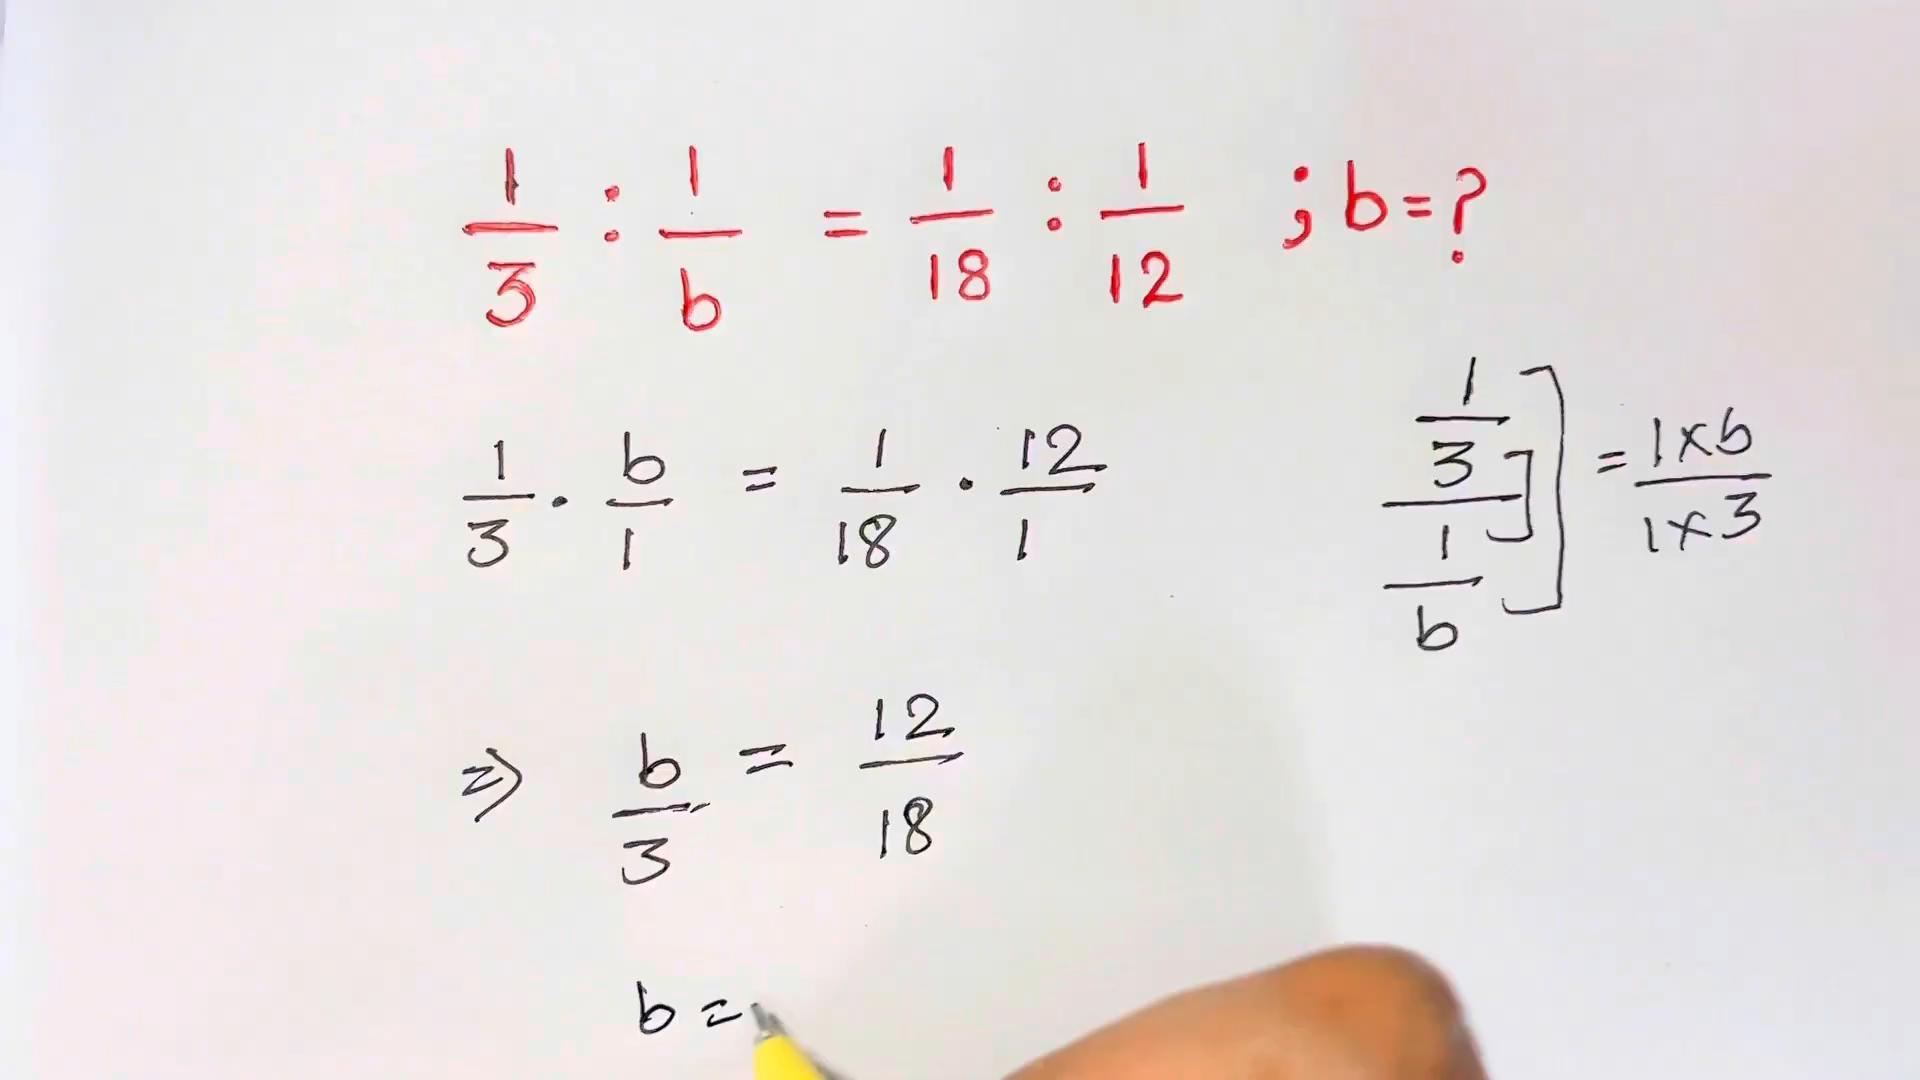 1/3 : 1/b = 1/18 : 1/12 ; b = ?
1/3 · b/1 = 1/18 · 12/1
(1/3)/(1/b) ] = 1×b/1×3
⇒ b/3 = 12/18
b =